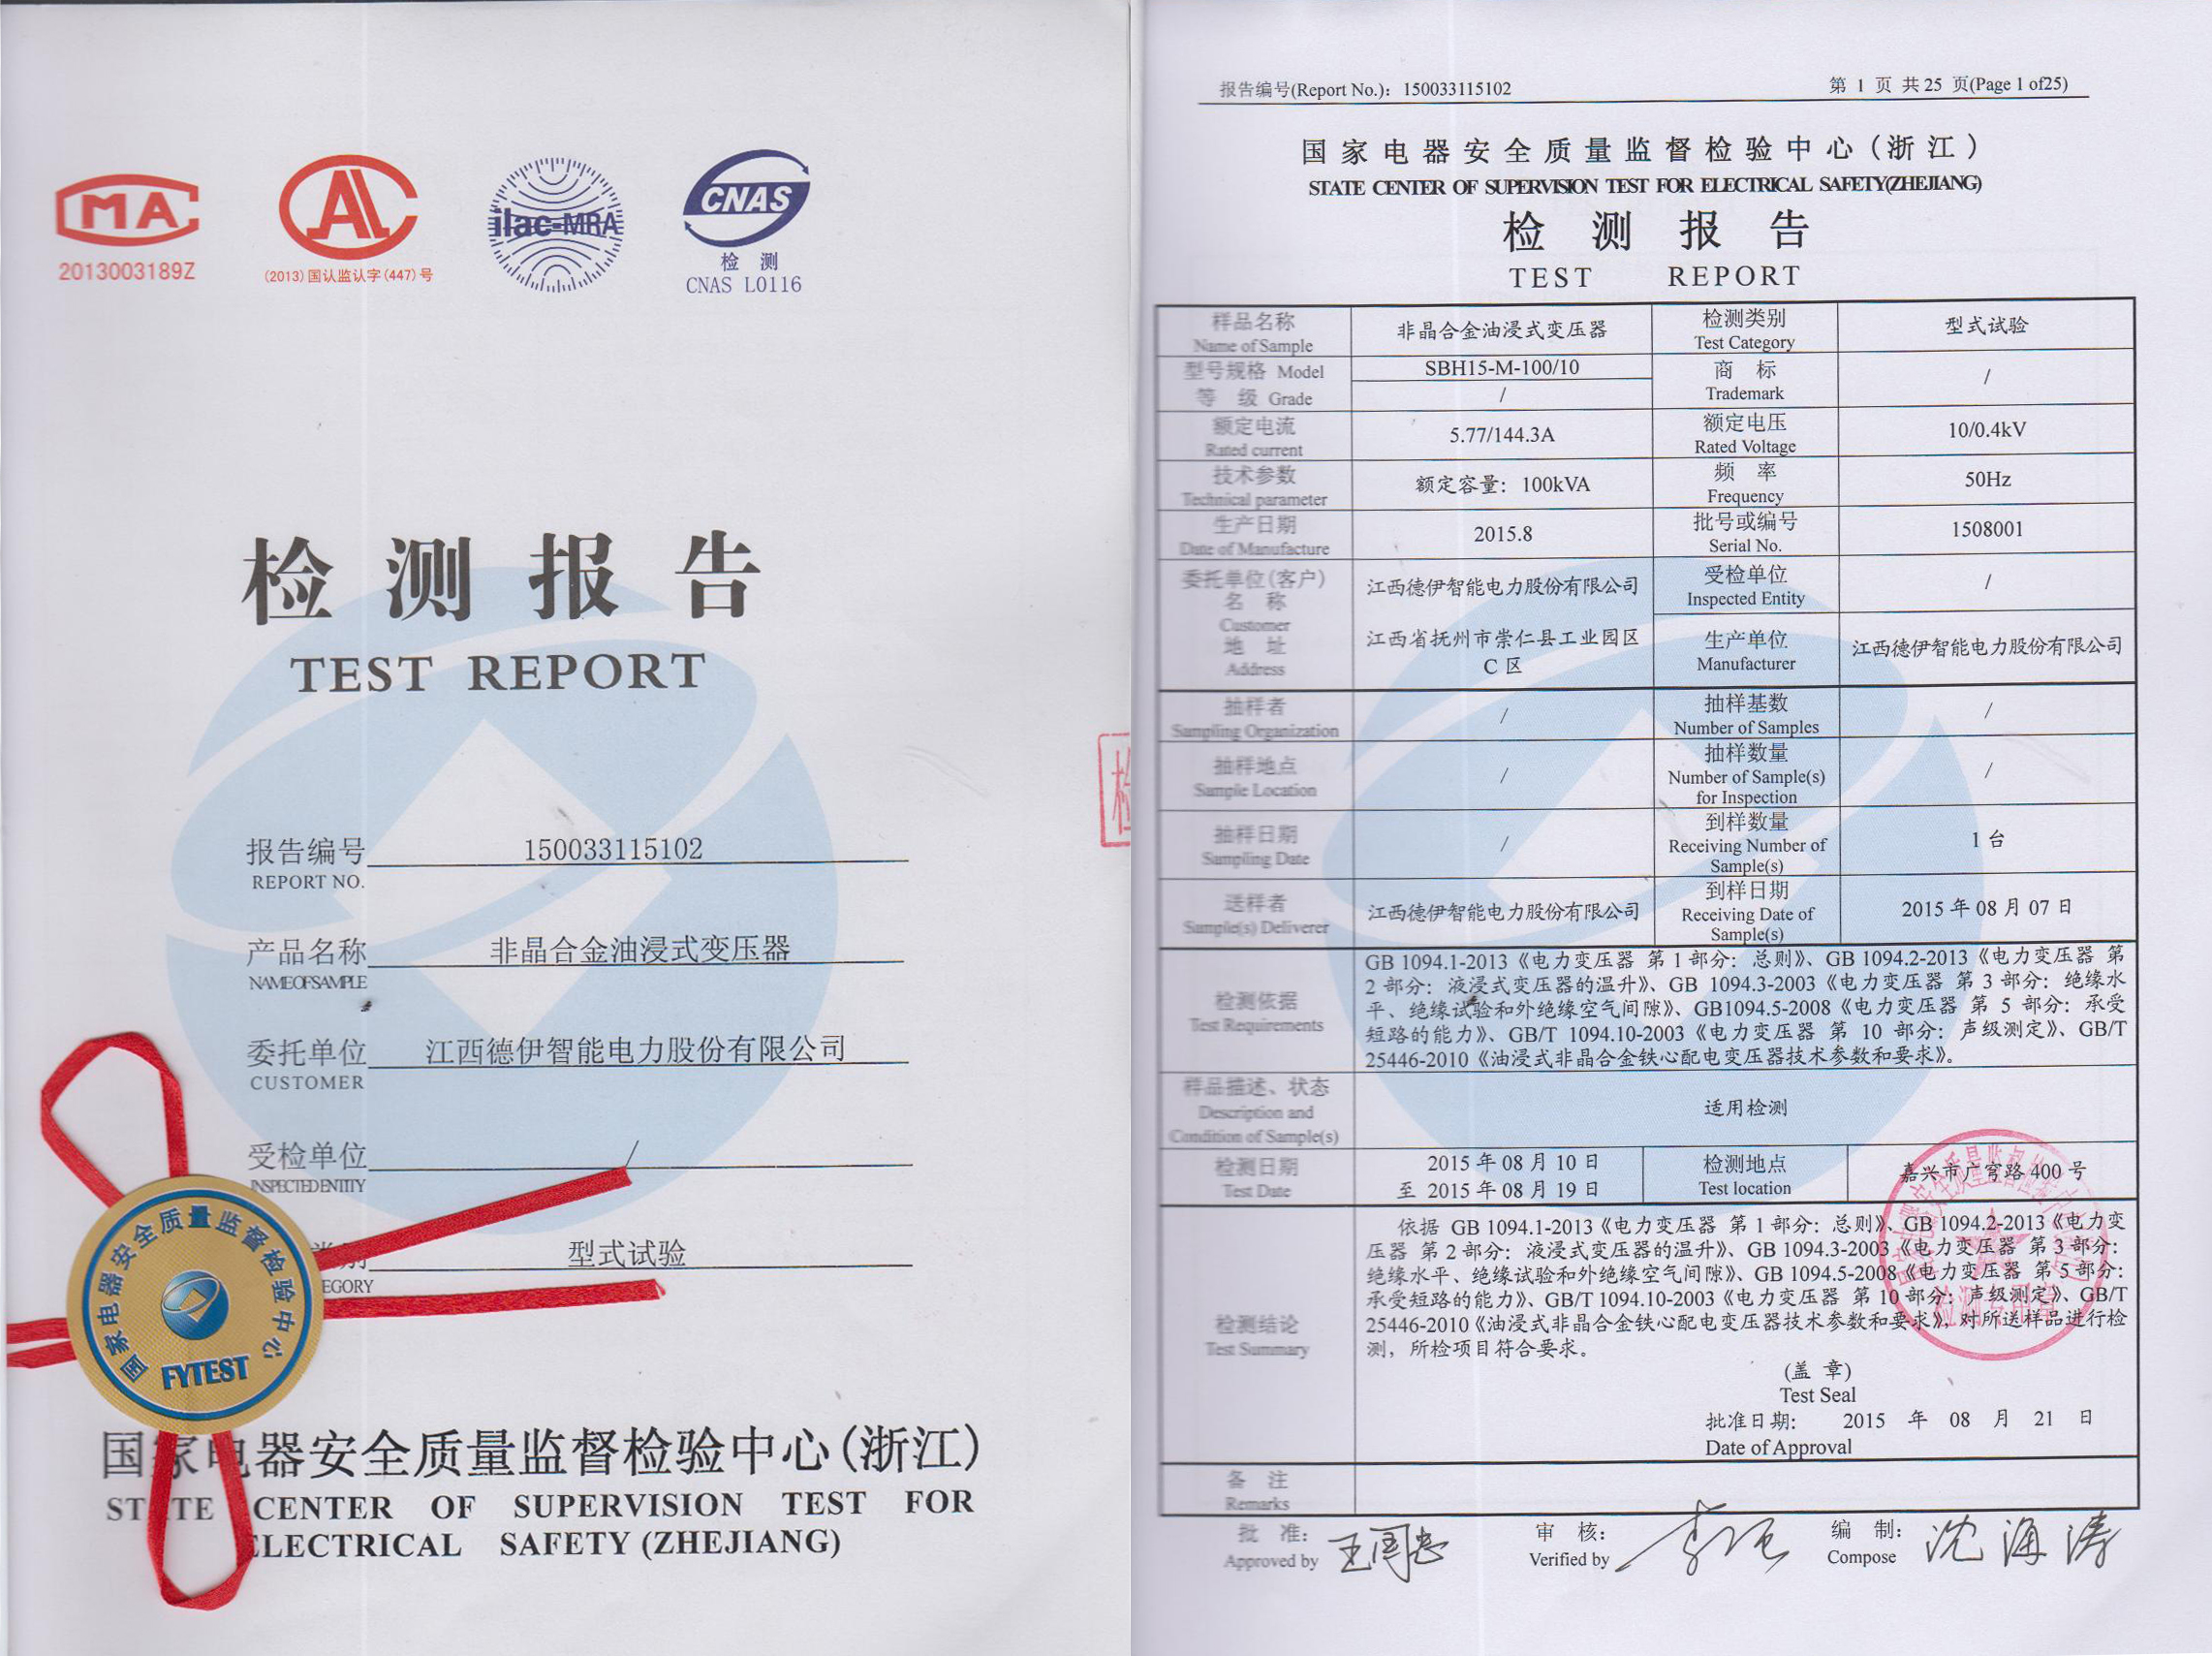 MA
2013003189Z
AL
(2013)国认监认字(447)号
ilac-MRA
CNAS
检 测
CNAS L0116
检 测 报 告
TEST REPORT
报告编号 150033115102
REPORT NO.
产品名称 非晶合金油浸式变压器
NAME OF SAMPLE
委托单位 江西德伊智能电力股份有限公司
CUSTOMER
受检单位 /
INSPECTED ENTITY
别 型式试验
EGORY
国家电器安全质量监督检验中心
FYTEST
国家电器安全质量监督检验中心(浙江)
STATE CENTER OF SUPERVISION TEST FOR
ELECTRICAL SAFETY (ZHEJIANG)
报告编号(Report No.): 150033115102
第 1 页 共 25 页(Page 1 of25)
国家电器安全质量监督检验中心(浙江)
STATE CENTER OF SUPERVISION TEST FOR ELECTRICAL SAFETY(ZHEJIANG)
检 测 报 告
TEST REPORT
样品名称
Name of Sample
非晶合金油浸式变压器
检测类别
Test Category
型式试验
型号规格 Model
SBH15-M-100/10
等 级 Grade
/
商 标
Trademark
/
额定电流
Rated current
5.77/144.3A
额定电压
Rated Voltage
10/0.4kV
技术参数
Technical parameter
额定容量: 100kVA
频 率
Frequency
50Hz
生产日期
Date of Manufacture
2015.8
批号或编号
Serial No.
1508001
委托单位(客户)
名 称
Customer
地 址
Address
江西德伊智能电力股份有限公司
江西省抚州市崇仁县工业园区
C 区
受检单位
Inspected Entity
/
生产单位
Manufacturer
江西德伊智能电力股份有限公司
抽样者
Sampling Organization
/
抽样基数
Number of Samples
/
抽样地点
Sample Location
/
抽样数量
Number of Sample(s)
for Inspection
/
抽样日期
Sampling Date
/
到样数量
Receiving Number of
Sample(s)
1 台
送样者
Sample(s) Deliverer
江西德伊智能电力股份有限公司
到样日期
Receiving Date of
Sample(s)
2015 年 08 月 07 日
检测依据
Test Requirements
GB 1094.1-2013《电力变压器 第 1 部分: 总则》、GB 1094.2-2013《电力变压器 第
2 部分: 液浸式变压器的温升》、GB 1094.3-2003《电力变压器 第 3 部分: 绝缘水
平、绝缘试验和外绝缘空气间隙》、GB1094.5-2008《电力变压器 第 5 部分: 承受
短路的能力》、GB/T 1094.10-2003《电力变压器 第 10 部分: 声级测定》、GB/T
25446-2010《油浸式非晶合金铁心配电变压器技术参数和要求》。
样品描述、状态
Description and
Condition of Sample(s)
适用检测
检测日期
Test Date
2015 年 08 月 10 日
至 2015 年 08 月 19 日
检测地点
Test location
嘉兴市广穹路 400 号
检测结论
Test Summary
依据 GB 1094.1-2013《电力变压器 第 1 部分: 总则》、GB 1094.2-2013《电力变
压器 第 2 部分: 液浸式变压器的温升》、GB 1094.3-2003《电力变压器 第 3 部分:
绝缘水平、绝缘试验和外绝缘空气间隙》、GB 1094.5-2008《电力变压器 第 5 部分:
承受短路的能力》、GB/T 1094.10-2003《电力变压器 第 10 部分: 声级测定》、GB/T
25446-2010《油浸式非晶合金铁心配电变压器技术参数和要求》, 对所送样品进行检
测, 所检项目符合要求。
(盖 章)
Test Seal
批准日期: 2015 年 08 月 21 日
Date of Approval
备 注
Remarks
批 准:
Approved by
审 核:
Verified by
编 制:
Compose
沈海涛